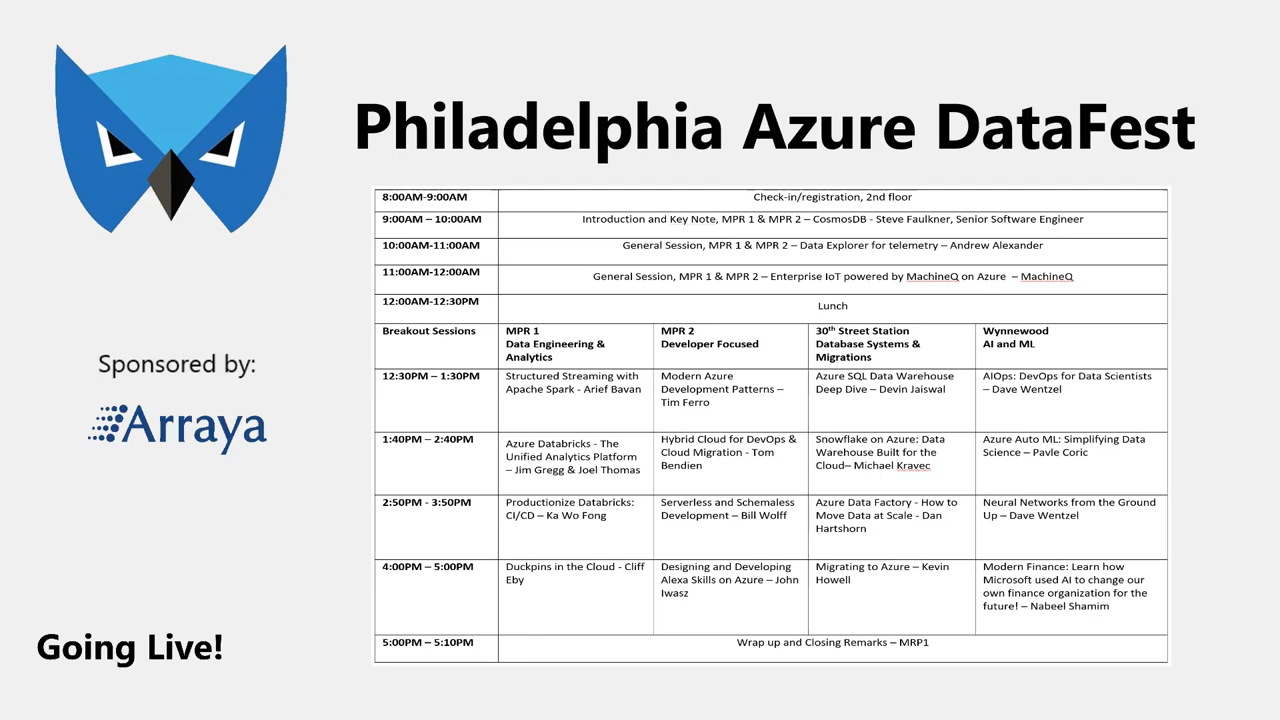 Philadelphia Azure DataFest
8:00AM-9:00AM
Check-in/registration, 2nd floor
9:00AM – 10:00AM
Introduction and Key Note, MPR 1 & MPR 2 – CosmosDB - Steve Faulkner, Senior Software Engineer
10:00AM-11:00AM
General Session, MPR 1 & MPR 2 – Data Explorer for telemetry – Andrew Alexander
11:00AM-12:00AM
General Session, MPR 1 & MPR 2 – Enterprise IoT powered by MachineQ on Azure – MachineQ
12:00AM-12:30PM
Lunch
Breakout Sessions
MPR 1
Data Engineering &
Analytics
MPR 2
Developer Focused
30th Street Station
Database Systems &
Migrations
Wynnewood
AI and ML
12:30PM – 1:30PM
Structured Streaming with
Apache Spark - Arief Bavan
Modern Azure
Development Patterns –
Tim Ferro
Azure SQL Data Warehouse
Deep Dive – Devin Jaiswal
AIOps: DevOps for Data Scientists
– Dave Wentzel
1:40PM – 2:40PM
Azure Databricks - The
Unified Analytics Platform
– Jim Gregg & Joel Thomas
Hybrid Cloud for DevOps &
Cloud Migration - Tom
Bendien
Snowflake on Azure: Data
Warehouse Built for the
Cloud– Michael Kravec
Azure Auto ML: Simplifying Data
Science – Pavle Coric
2:50PM - 3:50PM
Productionize Databricks:
CI/CD – Ka Wo Fong
Serverless and Schemaless
Development – Bill Wolff
Azure Data Factory - How to
Move Data at Scale - Dan
Hartshorn
Neural Networks from the Ground
Up – Dave Wentzel
4:00PM – 5:00PM
Duckpins in the Cloud - Cliff
Eby
Designing and Developing
Alexa Skills on Azure – John
Iwasz
Migrating to Azure – Kevin
Howell
Modern Finance: Learn how
Microsoft used AI to change our
own finance organization for the
future! – Nabeel Shamim
5:00PM – 5:10PM
Wrap up and Closing Remarks – MRP1
Sponsored by:
Arraya
Going Live!